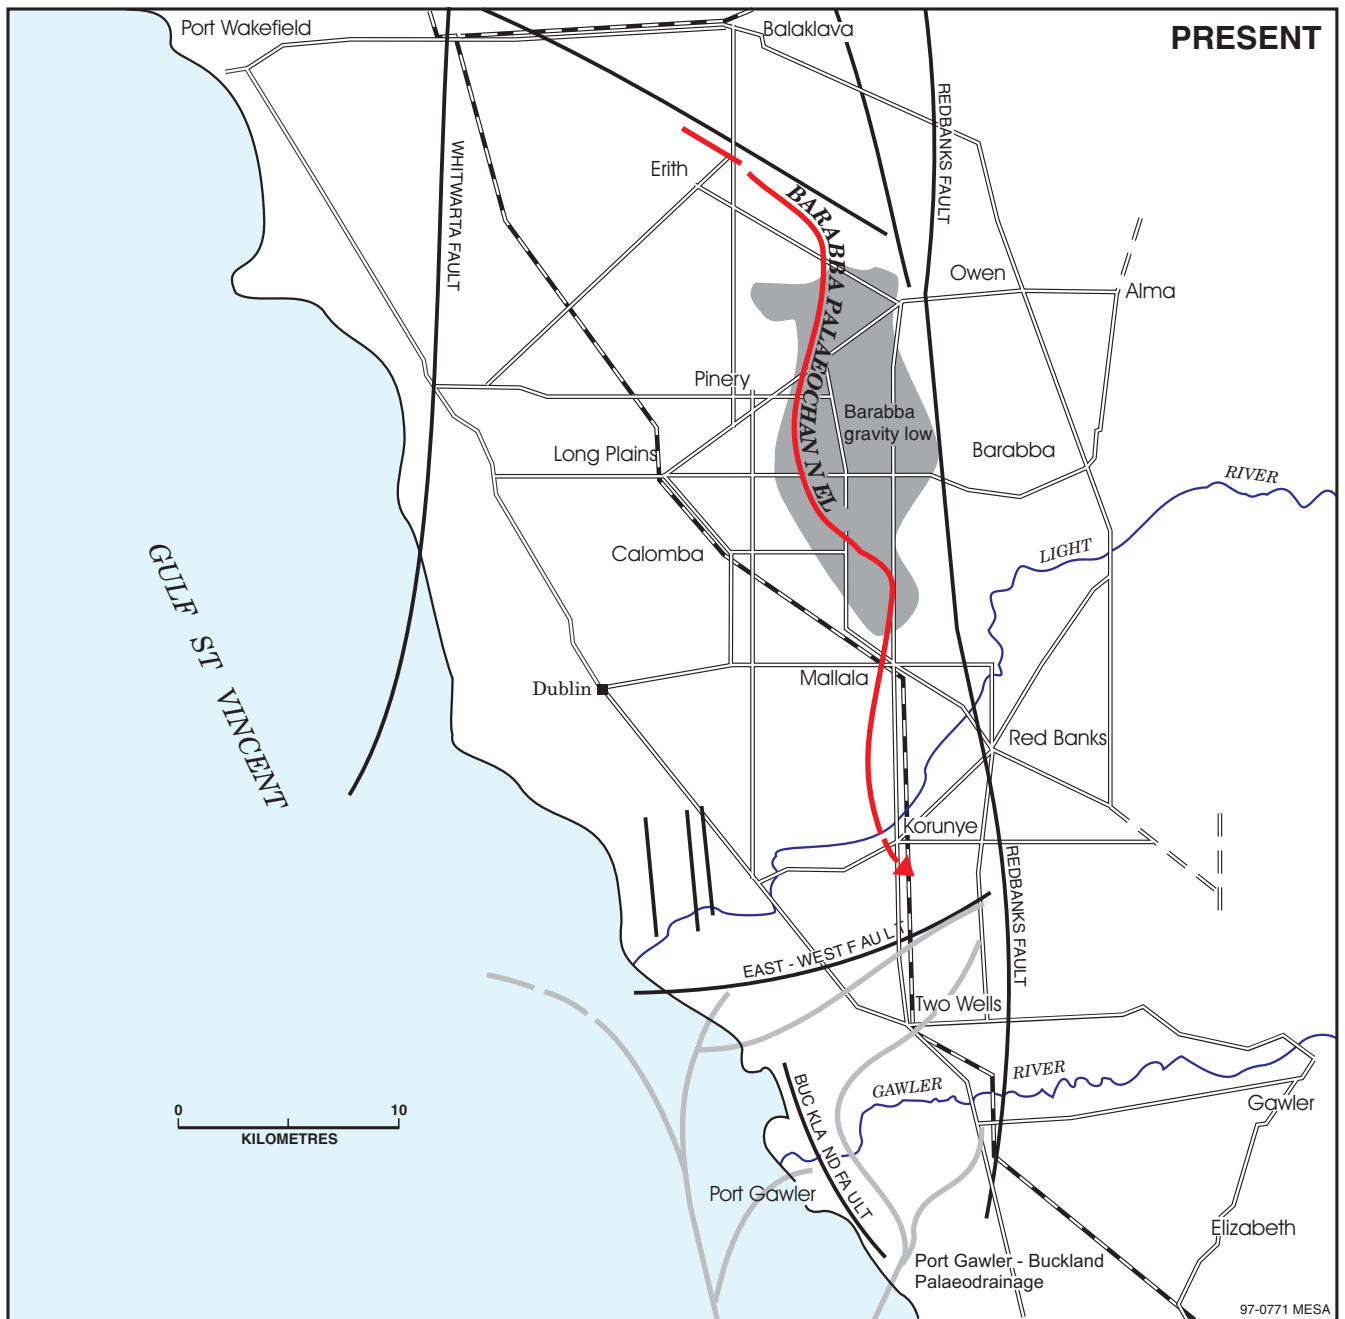 Port Wakefield
Balaklava
PRESENT
REDBANKS FAULT
WHITWARTA FAULT
Erith
BARABBA PALAEOCHANNEL
Owen
Alma
Pinery
Barabba
gravity low
Long Plains
Barabba
RIVER
LIGHT
Calomba
GULF ST VINCENT
Dublin
Mallala
Red Banks
Korunye
REDBANKS FAULT
EAST - WEST FAULT
Two Wells
GAWLER RIVER
BUCKLAND FAULT
Gawler
0 10
KILOMETRES
Port Gawler
Elizabeth
Port Gawler - Buckland
Palaeodrainage
97-0771 MESA